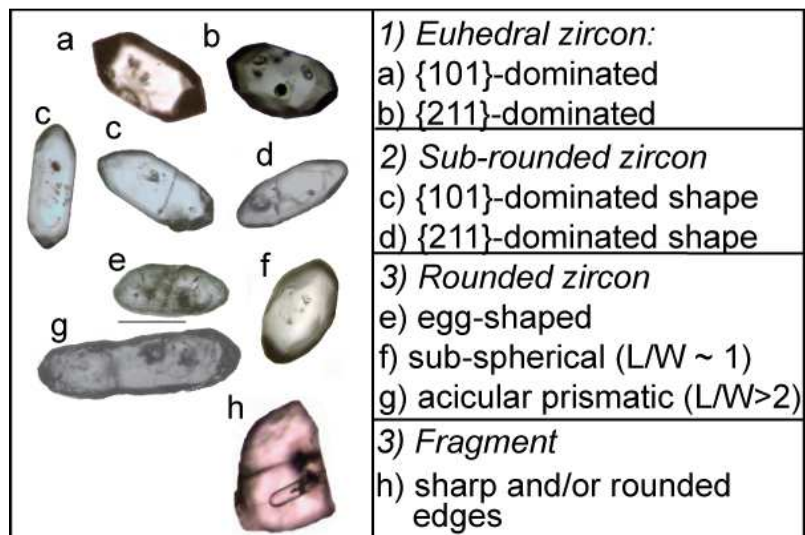 a
b
c
c
d
e
f
g
h
1) Euhedral zircon:
a) {101}-dominated
b) {211}-dominated
2) Sub-rounded zircon
c) {101}-dominated shape
d) {211}-dominated shape
3) Rounded zircon
e) egg-shaped
f) sub-spherical (L/W ~ 1)
g) acicular prismatic (L/W>2)
3) Fragment
h) sharp and/or rounded
edges